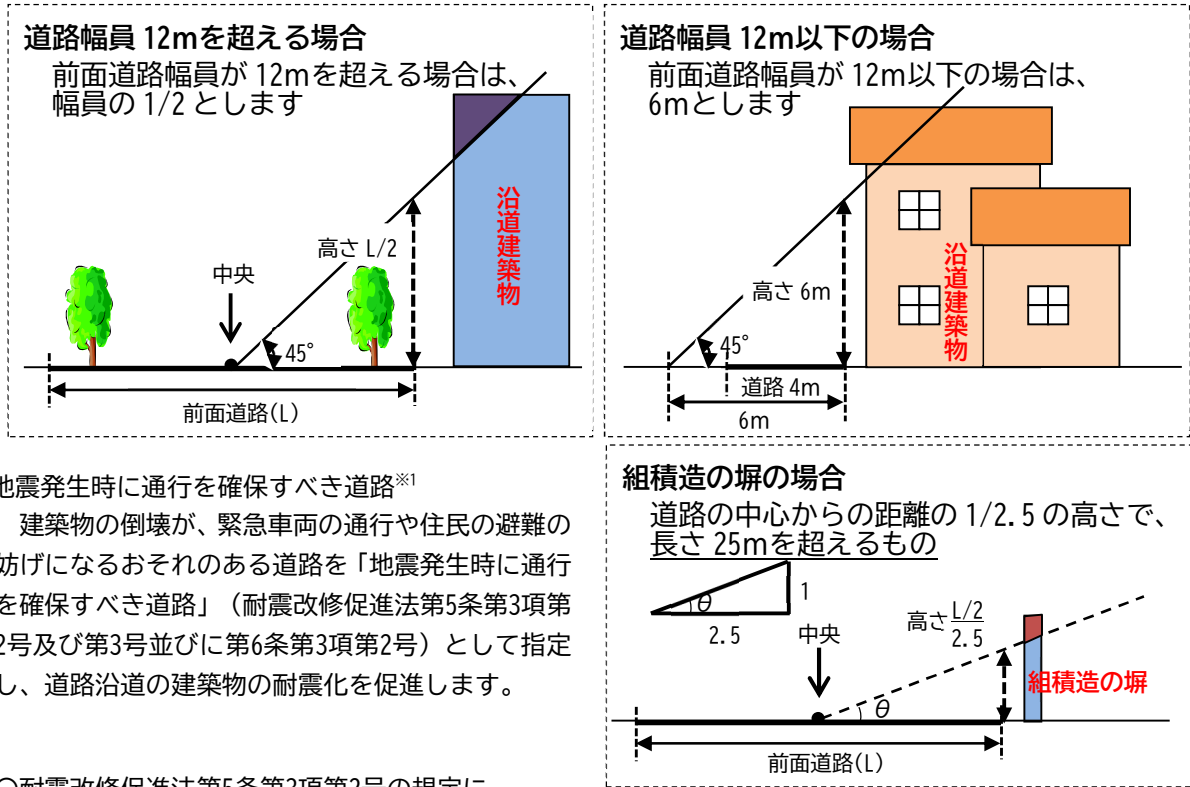 道路幅員 12mを超える場合
前面道路幅員が 12mを超える場合は、
幅員の 1/2 とします
沿道建築物
高さ L/2
中央
45°
前面道路(L)
道路幅員 12m以下の場合
前面道路幅員が 12m以下の場合は、
6mとします
沿道建築物
高さ 6m
45°
道路 4m
6m
地震発生時に通行を確保すべき道路※1
建築物の倒壊が、緊急車両の通行や住民の避難の
妨げになるおそれのある道路を「地震発生時に通行
を確保すべき道路」（耐震改修促進法第5条第3項第
2号及び第3号並びに第6条第3項第2号）として指定
し、道路沿道の建築物の耐震化を促進します。
組積造の塀の場合
道路の中心からの距離の 1/2.5 の高さで、
長さ 25mを超えるもの
θ
1
2.5
中央
高さ L/2
2.5
組積造の塀
θ
前面道路(L)